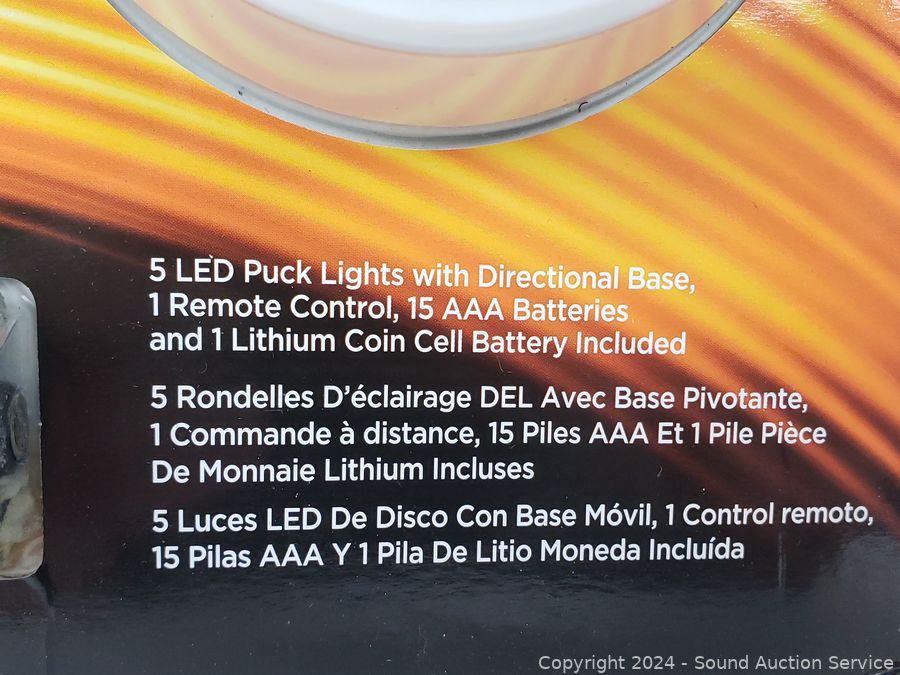 5 LED Puck Lights with Directional Base,
1 Remote Control, 15 AAA Batteries
and 1 Lithium Coin Cell Battery Included
5 Rondelles D'éclairage DEL Avec Base Pivotante,
1 Commande à distance, 15 Piles AAA Et 1 Pile Pièce
De Monnaie Lithium Incluses
5 Luces LED De Disco Con Base Móvil, 1 Control remoto,
15 Pilas AAA Y 1 Pila De Litio Moneda Incluída
Copyright 2024 - Sound Auction Service